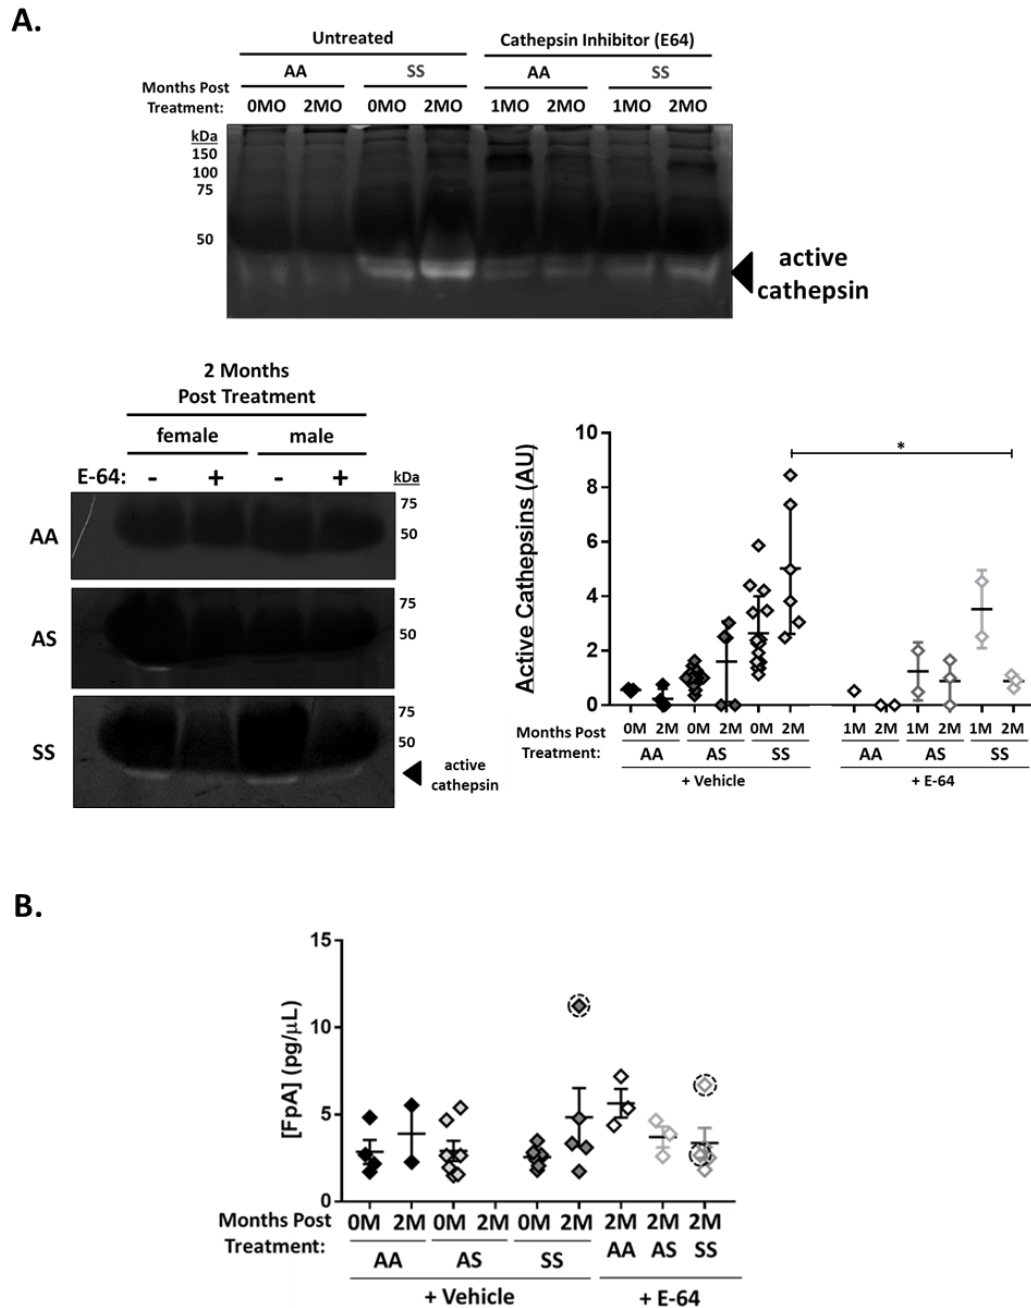 A.
Untreated Cathepsin Inhibitor (E64)
AA SS AA SS
Months Post
Treatment: 0MO 2MO 0MO 2MO 1MO 2MO 1MO 2MO
kDa
150
100
75
50
active
cathepsin
2 Months
Post Treatment
female male
E-64: - + - + kDa
AA 75
50
AS 75
50
SS 75
50
active
cathepsin
Active Cathepsins (AU)
10
8
6
4
2
0
*
Months Post
Treatment:
0M 2M 0M 2M 0M 2M 1M 2M 1M 2M 1M 2M
AA AS SS AA AS SS
+ Vehicle + E-64
B.
[FpA] (pg/μL)
15
10
5
0
Months Post
Treatment:
0M 2M 0M 2M 0M 2M 2M 2M 2M
AA AS SS AA AS SS
+ Vehicle + E-64